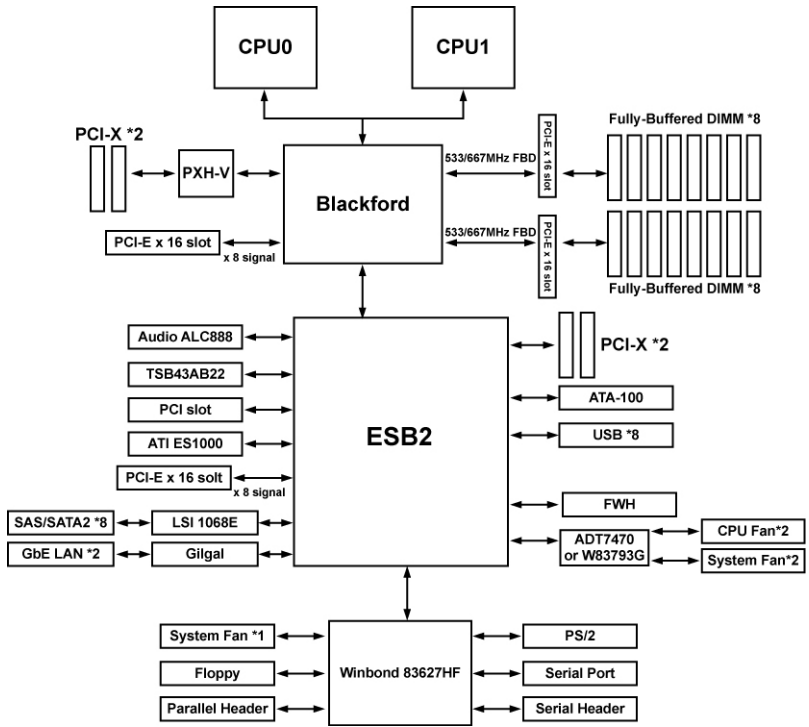 CPU0
CPU1
PCI-X *2
PXH-V
Blackford
533/667MHz FBD
PCI-E x 16 slot
Fully-Buffered DIMM *8
PCI-E x 16 slot
x 8 signal
533/667MHz FBD
PCI-E x 16 slot
Fully-Buffered DIMM *8
Audio ALC888
TSB43AB22
PCI slot
ATI ES1000
PCI-E x 16 solt
x 8 signal
SAS/SATA2 *8
LSI 1068E
GbE LAN *2
Gilgal
ESB2
PCI-X *2
ATA-100
USB *8
FWH
ADT7470
or W83793G
CPU Fan*2
System Fan*2
System Fan *1
Floppy
Parallel Header
Winbond 83627HF
PS/2
Serial Port
Serial Header